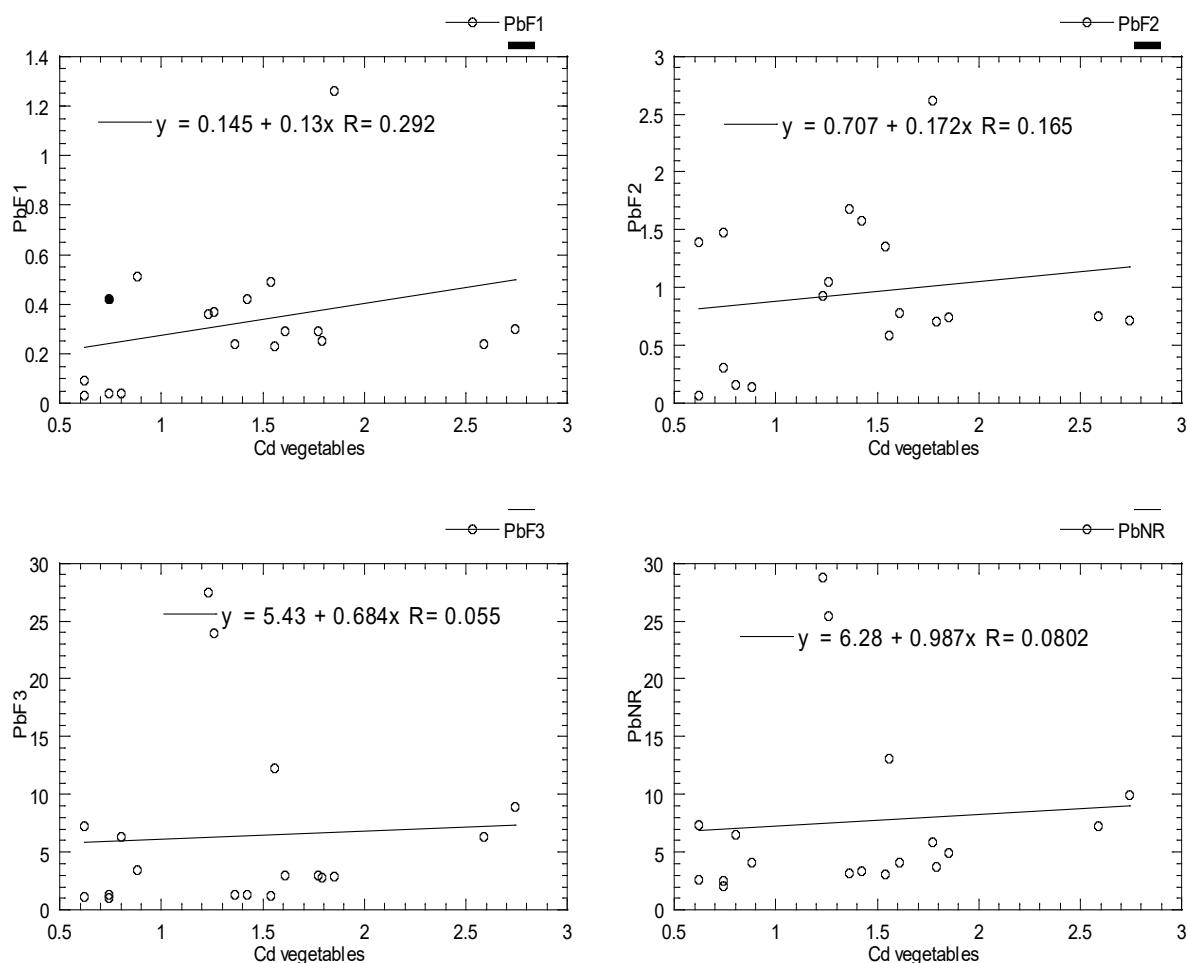 PbF1
1.4
1.2
1
0.8
0.6
0.4
0.2
0
PbF1
y = 0.145 + 0.13x R= 0.292
0.5 1 1.5 2 2.5 3
Cd vegetables
PbF2
3
2.5
2
1.5
1
0.5
0
PbF2
y = 0.707 + 0.172x R= 0.165
0.5 1 1.5 2 2.5 3
Cd vegetables
PbF3
30
25
20
15
10
5
0
PbF3
y = 5.43 + 0.684x R= 0.055
0.5 1 1.5 2 2.5 3
Cd vegetables
PbNR
30
25
20
15
10
5
0
PbNR
y = 6.28 + 0.987x R= 0.0802
0.5 1 1.5 2 2.5 3
Cd vegetables